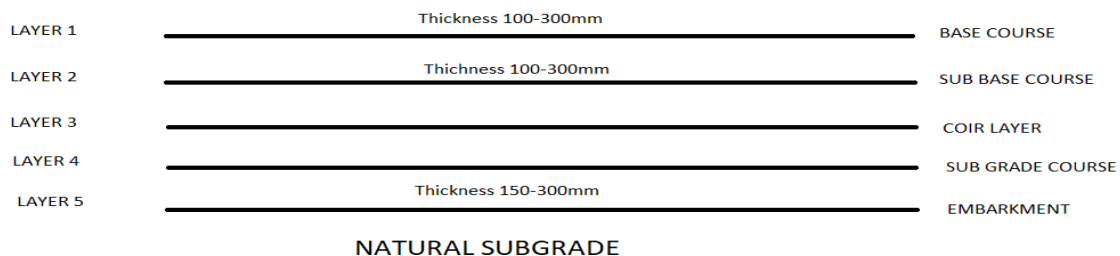 Thickness 100-300mm
LAYER 1
BASE COURSE
Thichness 100-300mm
LAYER 2
SUB BASE COURSE
LAYER 3
COIR LAYER
LAYER 4
SUB GRADE COURSE
Thickness 150-300mm
LAYER 5
EMBARKMENT
NATURAL SUBGRADE